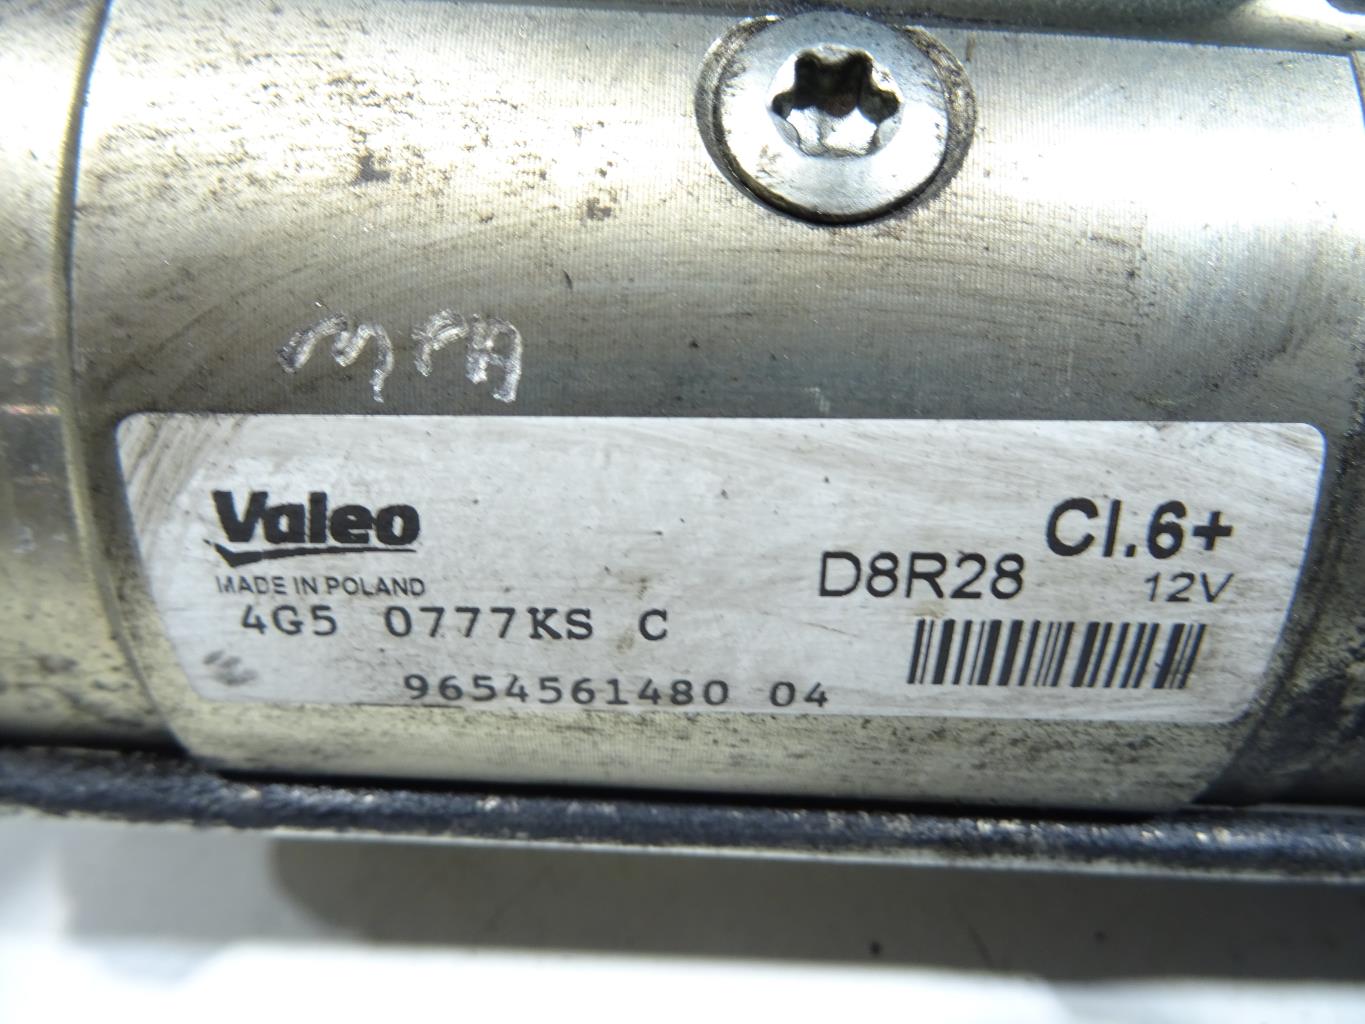 Valeo
MADE IN POLAND
Cl.6+
D8R28
12V
4G5 0777KS C
9654561480 04